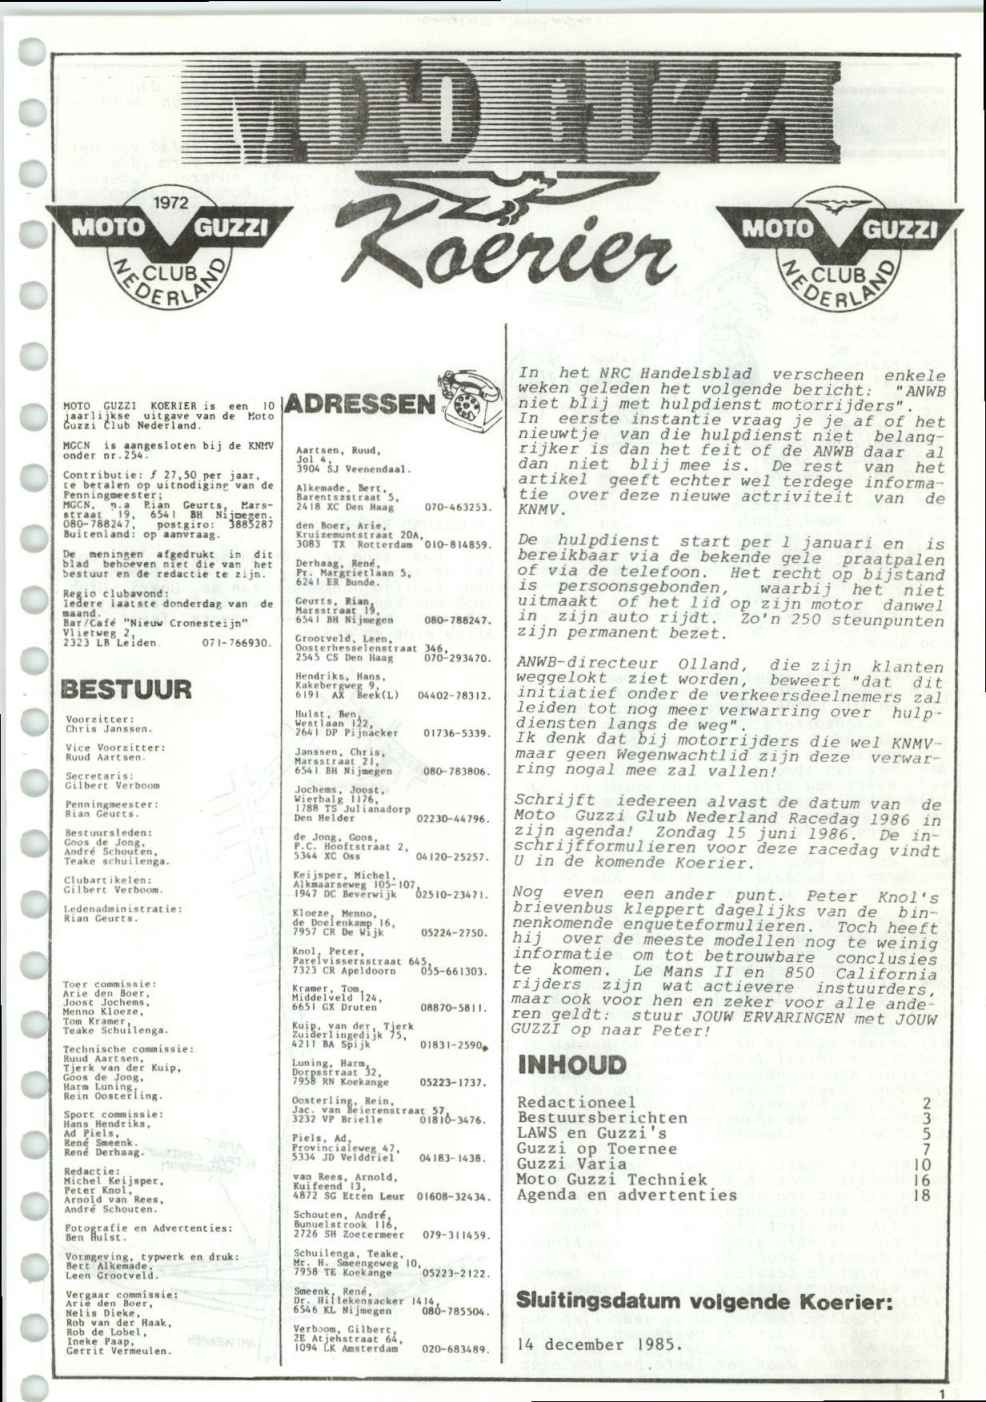 MOTO GUZZI
Koerier
1972
MOTO GUZZI
CLUB
NEDERLAND
MOTO GUZZI
CLUB
NEDERLAND
MOTO GUZZI KOERIER is een 10
jaarlijkse uitgave van de Moto
Guzzi Club Nederland.
MGCN is aangesloten bij de KNMV
onder nr.254.
Contributie: ƒ 27,50 per jaar,
te betalen op uitnodiging van de
Penningmeester;
MGCN, p.a Rian Geurts, Mars-
straat 19, 6541 BH Nijmegen.
080-788247, postgiro: 3885287
Buitenland: op aanvraag.
De meningen afgedrukt in dit
blad behoeven niet die van het
bestuur en de redactie te zijn.
Regio clubavond:
Iedere laatste donderdag van de
maand.
Bar/Café "Nieuw Cronesteijn"
Vlietweg 2,
2323 LB Leiden. 071-766930.
BESTUUR
Voorzitter:
Chris Janssen.
Vice Voorzitter:
Ruud Aartsen.
Secretaris:
Gilbert Verboom
Penningmeester:
Rian Geurts.
Bestuursleden:
Goos de Jong,
André Schouten,
Teake schuilenga.
Clubartikelen:
Gilbert Verboom.
Ledenadministratie:
Rian Geurts.
Toer commissie:
Arie den Boer,
Joost Jochems,
Menno Kloeze,
Tom Kramer,
Teake Schuilenga.
Technische commissie:
Ruud Aartsen,
Tjerk van der Kuip,
Goos de Jong,
Harm Luning,
Rein Oosterling.
Sport commissie:
Hans Hendriks,
Ad Piels,
René Smeenk.
René Derhaag.
Redactie:
Michel Keijsper,
Peter Knol,
Arnold van Rees,
André Schouten.
Fotografie en Advertenties:
Ben Hulst.
Vormgeving, typwerk en druk:
Bert Alkemade,
Leen Grootveld.
Vergaar commissie:
Arie den Boer,
Nelis Dieke,
Rob van der Haak,
Rob de Lobel,
Ineke Paap,
Gerrit Vermeulen.
ADRESSEN
Aartsen, Ruud,
Jol 4,
3904 SJ Veenendaal.
Alkemade, Bert,
Barentszstraat 5,
2418 XC Den Haag 070-463253.
den Boer, Arie,
Kruizemuntstraat 20A,
3083 TX Rotterdam 010-814859.
Derhaag, René,
Pr. Margrietlaan 5,
6241 ER Bunde.
Geurts, Rian,
Marsstraat 19,
6541 BH Nijmegen 080-788247.
Grootveld, Leen,
Oosterhesselenstraat 346,
2545 CS Den Haag 070-293470.
Hendriks, Hans,
Kakebergweg 9,
6191 AX Beek(L) 04402-78312.
Hulst, Ben,
Westlaan 122,
2641 DP Pijnacker 01736-5339.
Janssen, Chris,
Marsstraat 21,
6541 BH Nijmegen 080-783806.
Jochems, Joost,
Wierbalg 1126,
1788 TS Julianadorp
Den Helder 02230-44796.
de Jong, Goos,
P.C. Hooftstraat 2,
5344 XC Oss 04120-25257.
Keijsper, Michel,
Alkmaarseweg 105-107,
1947 DC Beverwijk 02510-23471.
Kloeze, Menno,
de Doelenkamp 16,
7957 CR De Wijk 05224-2750.
Knol, Peter,
Parelvissersstraat 645,
7323 CR Apeldoorn 055-661303.
Kramer, Tom,
Middelveld 124,
6651 GX Druten 08870-5811.
Kuip, van der, Tjerk
Zuiderlingedijk 75,
4211 BA Spijk 01831-2590.
Luning, Harm,
Dorpsstraat 32,
7958 RN Koekange 05223-1737.
Oosterling, Rein,
Jac. van Beierenstraat 57,
3232 VP Brielle 01810-3476.
Piels, Ad,
Provincialeweg 47,
5334 JD Velddriel 04183-1438.
van Rees, Arnold,
Kuifeend 13,
4872 SG Etten Leur 01608-32434.
Schouten, André,
Bunuelstrook 116,
2726 SH Zoetermeer 079-311459.
Schuilenga, Teake,
Mr. H. Smeengeweg 10,
7958 TE Koekange 05223-2122.
Smeenk, René,
Dr. Hillekensacker 1414,
6546 KL Nijmegen 080-785504.
Verboom, Gilbert,
2E Atjehstraat 64,
1094 LK Amsterdam 020-683489.
In het NRC Handelsblad verscheen enkele
weken geleden het volgende bericht: "ANWB
niet blij met hulpdienst motorrijders".
In eerste instantie vraag je je af of het
nieuwtje van die hulpdienst niet belang-
rijker is dan het feit of de ANWB daar al
dan niet blij mee is. De rest van het
artikel geeft echter wel terdege informa-
tie over deze nieuwe actriviteit van de
KNMV.
De hulpdienst start per 1 januari en is
bereikbaar via de bekende gele praatpalen
of via de telefoon. Het recht op bijstand
is persoonsgebonden, waarbij het niet
uitmaakt of het lid op zijn motor danwel
in zijn auto rijdt. Zo'n 250 steunpunten
zijn permanent bezet.
ANWB-directeur Olland, die zijn klanten
weggelokt ziet worden, beweert "dat dit
initiatief onder de verkeersdeelnemers zal
leiden tot nog meer verwarring over hulp-
diensten langs de weg".
Ik denk dat bij motorrijders die wel KNMV-
maar geen Wegenwachtlid zijn deze verwar-
ring nogal mee zal vallen!
Schrijft iedereen alvast de datum van de
Moto Guzzi Glub Nederland Racedag 1986 in
zijn agenda! Zondag 15 juni 1986. De in-
schrijfformulieren voor deze racedag vindt
U in de komende Koerier.
Nog even een ander punt. Peter Knol's
brievenbus kleppert dagelijks van de bin-
nenkomende enqueteformulieren. Toch heeft
hij over de meeste modellen nog te weinig
informatie om tot betrouwbare conclusies
te komen. Le Mans II en 850 California
rijders zijn wat actievere instuurders,
maar ook voor hen en zeker voor alle ande-
ren geldt: stuur JOUW ERVARINGEN met JOUW
GUZZI op naar Peter!
INHOUD
Redactioneel 2
Bestuursberichten 3
LAWS en Guzzi's 5
Guzzi op Toernee 7
Guzzi Varia 10
Moto Guzzi Techniek 16
Agenda en advertenties 18
Sluitingsdatum volgende Koerier:
14 december 1985.
1